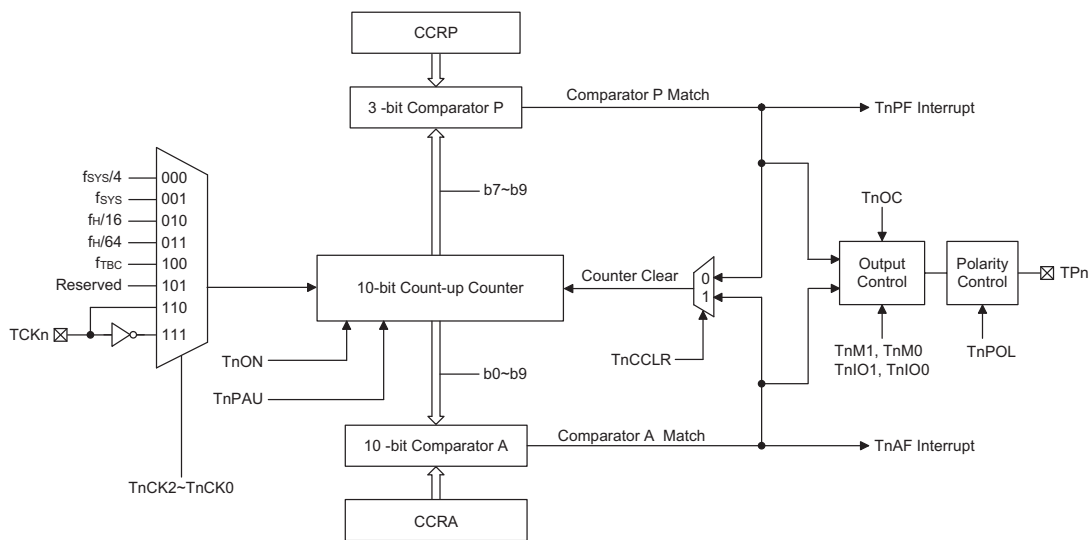 CCRP
3 -bit Comparator P
Comparator P Match
TnPF Interrupt
b7~b9
fSYS/4
000
fSYS
001
fH/16
010
fH/64
011
fTBC
100
Reserved
101
110
TCKn
111
TnCK2~TnCK0
10-bit Count-up Counter
TnON
TnPAU
b0~b9
Counter Clear
0
1
TnCCLR
TnOC
Output
Control
TnM1, TnM0
TnIO1, TnIO0
Polarity
Control
TnPOL
TPn
10 -bit Comparator A
Comparator A Match
TnAF Interrupt
CCRA